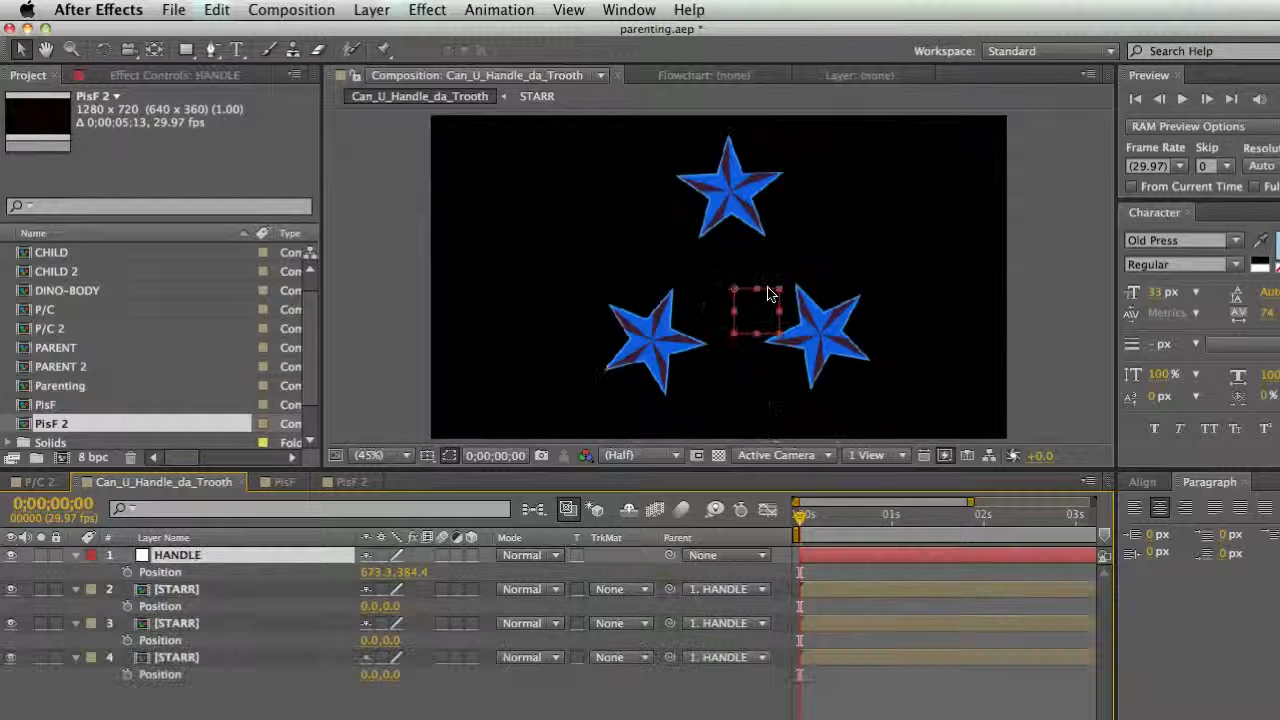 After Effects File Edit Composition Layer Effect Animation View Window Help
parenting.aep *
Workspace: Standard Search Help
Project Effect Controls: HANDLE Composition: Can_U_Handle_da_Trooth Flowchart: (none) Layer: (none) Preview
PisF 2
1280 x 720 (640 x 360) (1.00)
Δ 0;00;05;13, 29.97 fps
Can_U_Handle_da_Trooth STARR
RAM Preview Options
Frame Rate Skip Resolu
(29.97) 0 Auto
From Current Time Ful
Name Type
CHILD Con
CHILD 2 Con
DINO-BODY Con
P/C Con
P/C 2 Con
PARENT Con
PARENT 2 Con
Parenting Con
PisF Con
PisF 2 Con
Solids Fold
8 bpc
Character
Old Press
Regular
33 px Auto
Metrics 74
- px
100% 100
0 px 0%
T T TT Tr T
(45%) 0;00;00;00 (Half) Active Camera 1 View +0.0
P/C 2 Can_U_Handle_da_Trooth PisF PisF 2
Align Paragraph
0;00;00;00
00000 (29.97 fps)
0s 01s 02s 03s
# Layer Name Mode T TrkMat Parent
1 HANDLE Normal None
Position 673.3,384.4
2 [STARR] Normal None 1. HANDLE
Position 0.0,0.0
3 [STARR] Normal None 1. HANDLE
Position 0.0,0.0
4 [STARR] Normal None 1. HANDLE
Position 0.0,0.0
0 px 0 px
0 px 0 px